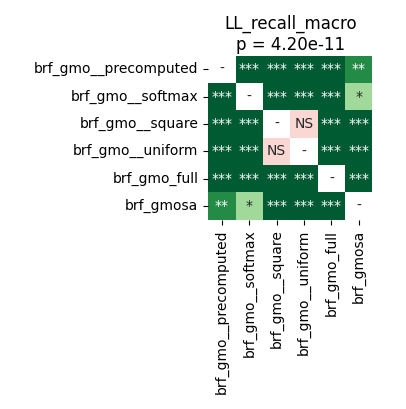 LL_recall_macro
p = 4.20e-11
brf_gmo__precomputed - *** *** *** *** **
brf_gmo__softmax *** - *** *** *** *
brf_gmo__square *** *** - NS *** ***
brf_gmo__uniform *** *** NS - *** ***
brf_gmo_full *** *** *** *** - ***
brf_gmosa ** * *** *** *** -
brf_gmo__precomputed
brf_gmo__softmax
brf_gmo__square
brf_gmo__uniform
brf_gmo_full
brf_gmosa